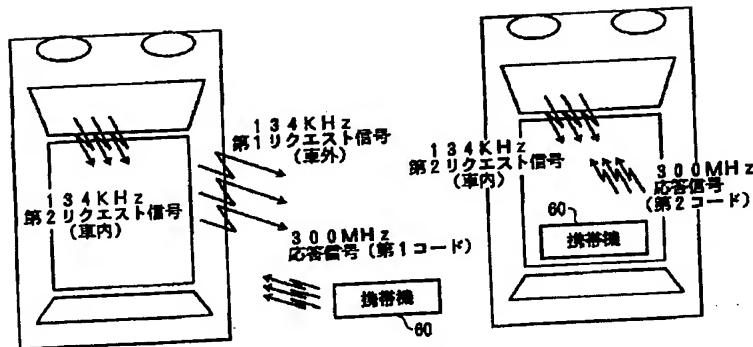 134KHz
第1リクエスト信号
(車外)
134KHz
第2リクエスト信号
(車内)
300MHz
応答信号(第1コード)
携帯機
60
134KHz
第2リクエスト信号
(車内)
300MHz
応答信号
(第2コード)
60
携帯機